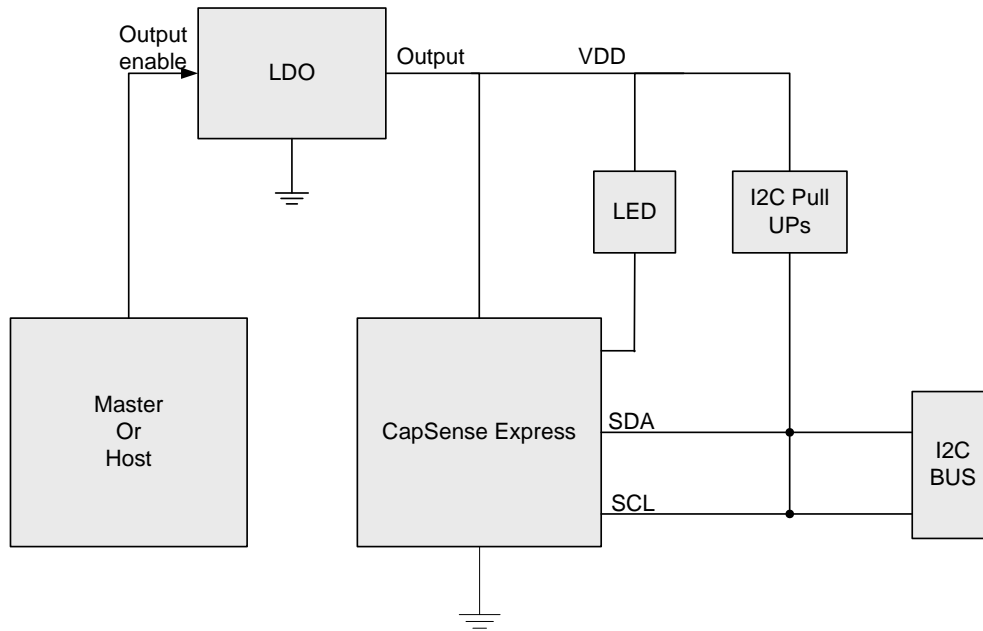 Output
enable
LDO
Output
VDD
LED
I2C Pull
UPs
Master
Or
Host
CapSense Express
SDA
SCL
I2C
BUS